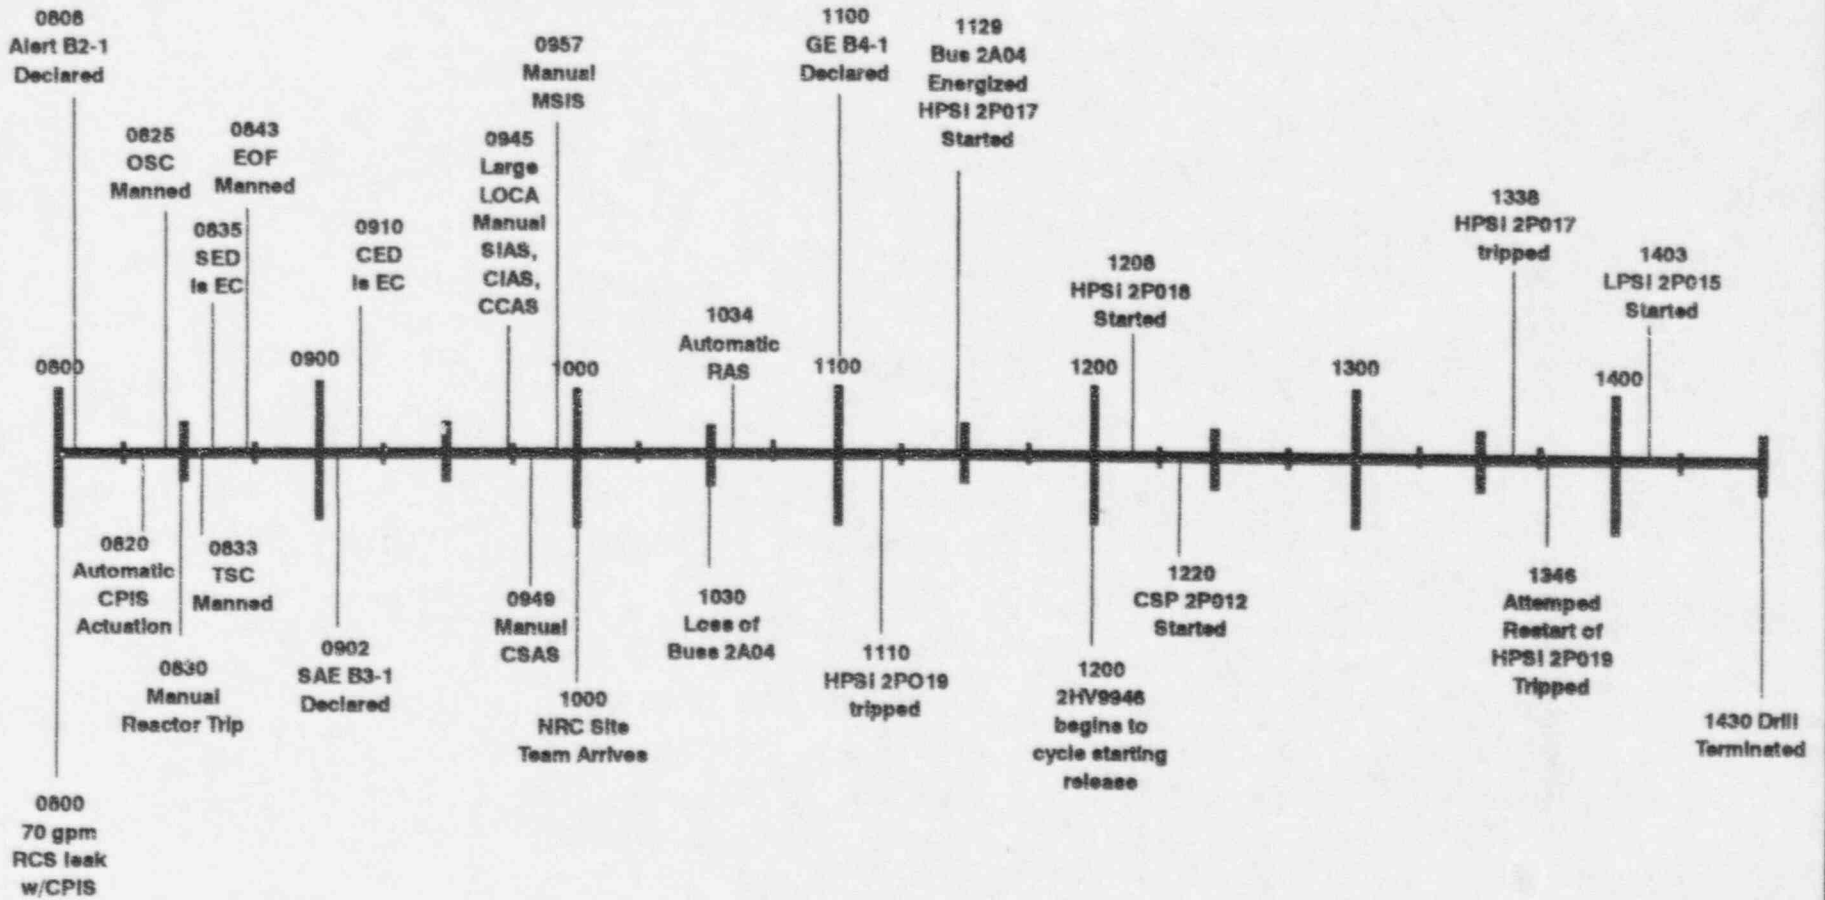 0808
Alert B2-1
Declared
0825
OSC
Manned
0835
SED
is EC
0843
EOF
Manned
0910
CED
is EC
0945
Large
LOCA
Manual
SIAS,
CIAS,
CCAS
0957
Manual
MSIS
1034
Automatic
RAS
1100
GE B4-1
Declared
1129
Bus 2A04
Energized
HPSI 2P017
Started
1208
HPSI 2P018
Started
1338
HPSI 2P017
tripped
1403
LPSI 2P015
Started
0800
0900
1000
1100
1200
1300
1400
0800
70 gpm
RCS leak
w/CPIS
0820
Automatic
CPIS
Actuation
0830
Manual
Reactor Trip
0833
TSC
Manned
0902
SAE B3-1
Declared
0949
Manual
CSAS
1000
NRC Site
Team Arrives
1030
Loss of
Buss 2A04
1110
HPSI 2PO19
tripped
1200
2HV9946
begins to
cycle starting
release
1220
CSP 2P012
Started
1346
Attemped
Restart of
HPSI 2P019
Tripped
1430 Drill
Terminated